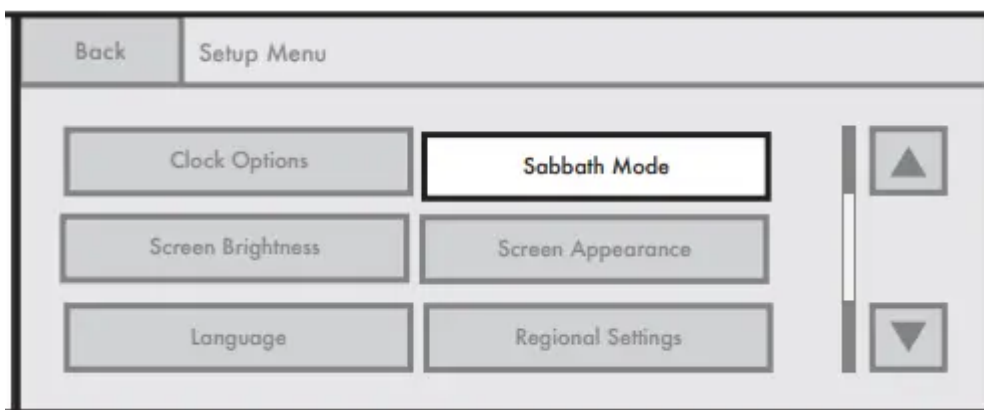 Back
Setup Menu
Clock Options
Sabbath Mode
Screen Brightness
Screen Appearance
Language
Regional Settings